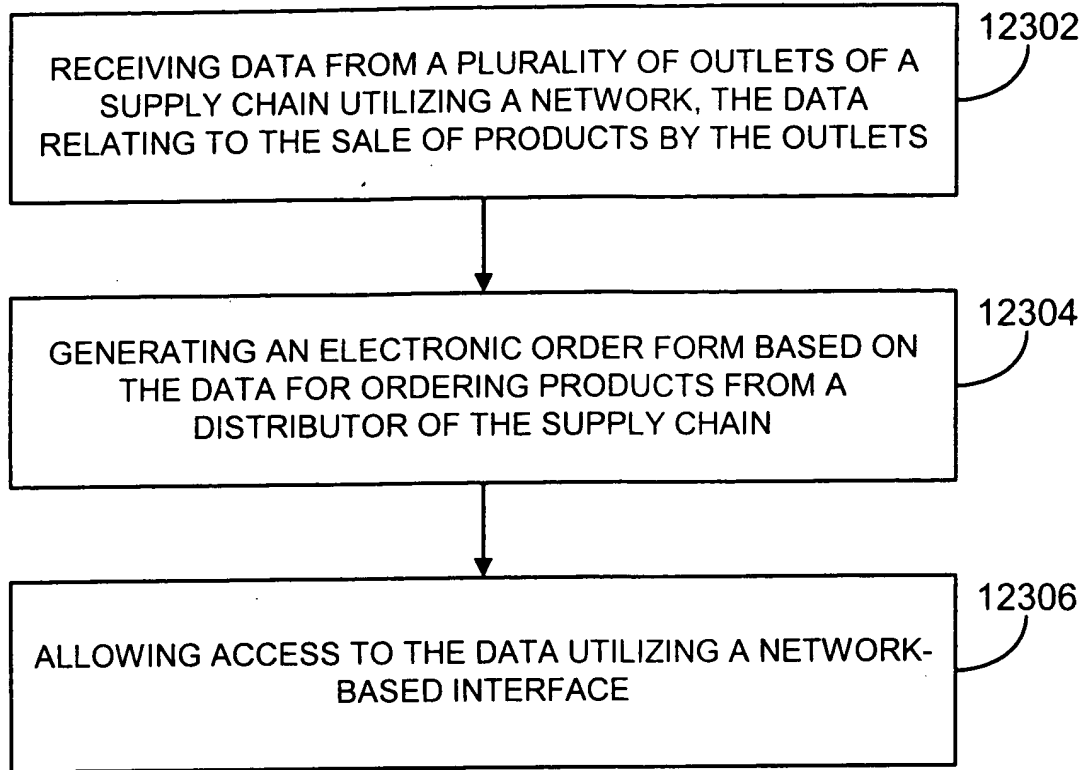 12302
RECEIVING DATA FROM A PLURALITY OF OUTLETS OF A
SUPPLY CHAIN UTILIZING A NETWORK, THE DATA
RELATING TO THE SALE OF PRODUCTS BY THE OUTLETS
12304
GENERATING AN ELECTRONIC ORDER FORM BASED ON
THE DATA FOR ORDERING PRODUCTS FROM A
DISTRIBUTOR OF THE SUPPLY CHAIN
12306
ALLOWING ACCESS TO THE DATA UTILIZING A NETWORK-
BASED INTERFACE